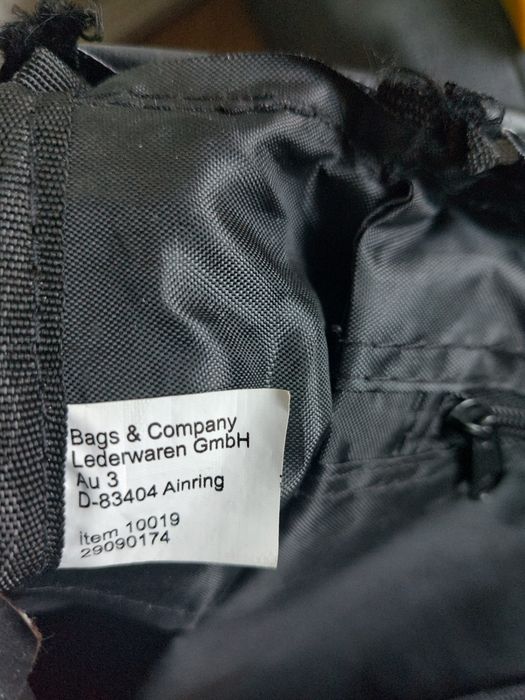 Bags & Company
Lederwaren GmbH
Au 3
D-83404 Ainring
item 10019
29090174